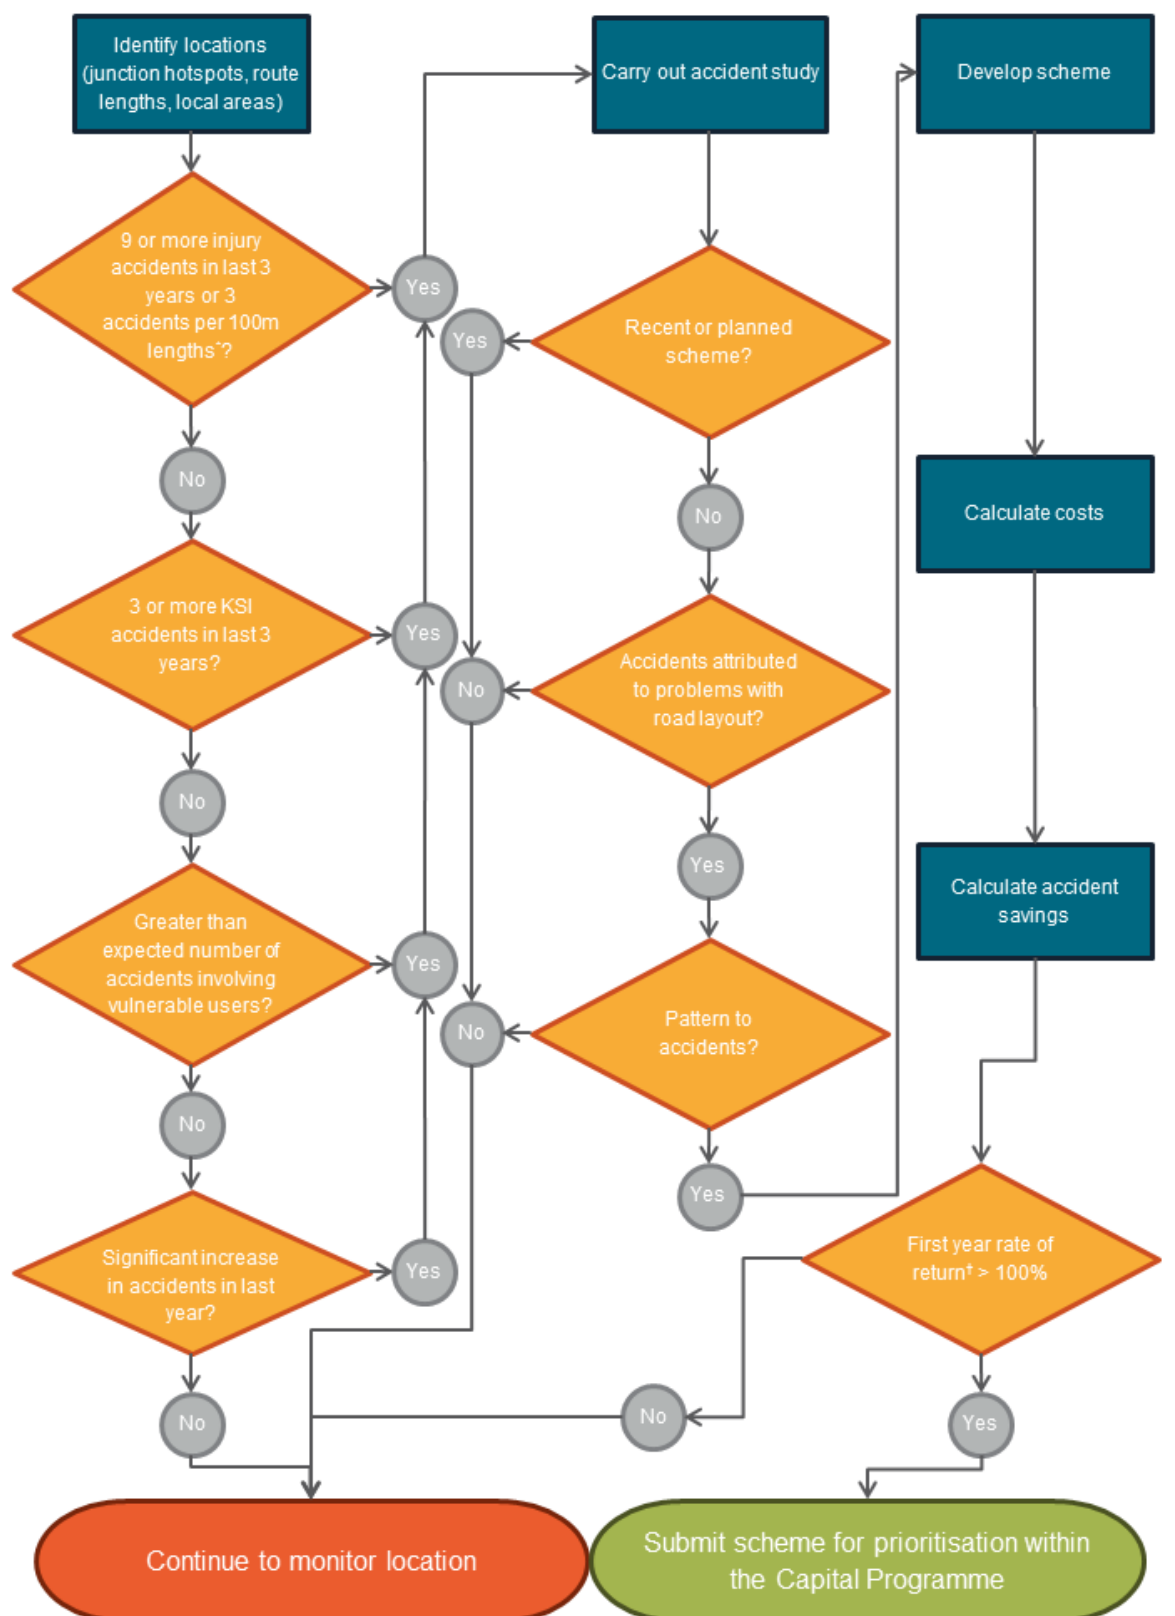 Identify locations
(junction hotspots, route
lengths, local areas)
9 or more injury
accidents in last 3
years or 3
accidents per 100m
lengths^?
Yes
No
3 or more KSI
accidents in last 3
years?
Yes
No
Greater than
expected number of
accidents involving
vulnerable users?
Yes
No
Significant increase
in accidents in last
year?
Yes
No
Carry out accident study
Recent or planned
scheme?
Yes
No
Accidents attributed
to problems with
road layout?
No
Yes
Pattern to
accidents?
No
Yes
Develop scheme
Calculate costs
Calculate accident
savings
First year rate of
return† > 100%
No
Yes
Continue to monitor location
Submit scheme for prioritisation within
the Capital Programme